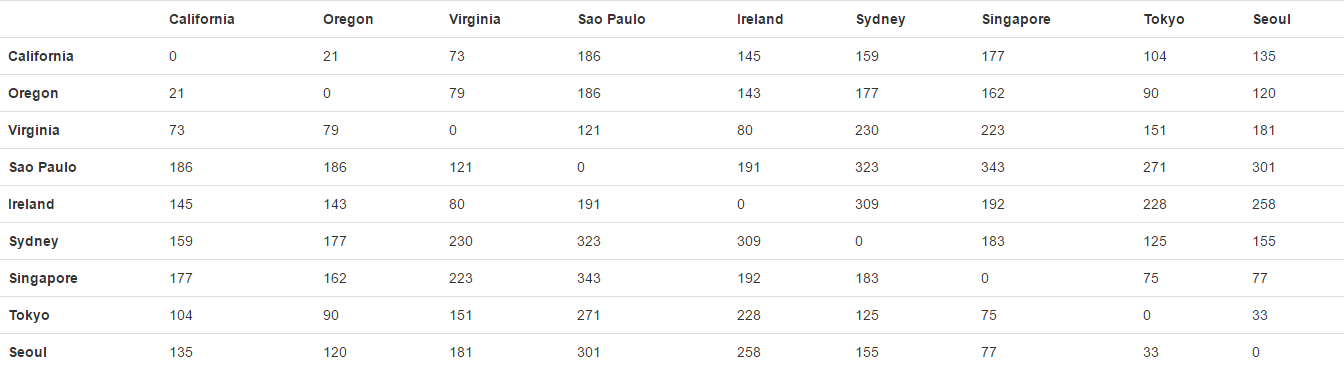 California Oregon Virginia Sao Paulo Ireland Sydney Singapore Tokyo Seoul
California 0 21 73 186 145 159 177 104 135
Oregon 21 0 79 186 143 177 162 90 120
Virginia 73 79 0 121 80 230 223 151 181
Sao Paulo 186 186 121 0 191 323 343 271 301
Ireland 145 143 80 191 0 309 192 228 258
Sydney 159 177 230 323 309 0 183 125 155
Singapore 177 162 223 343 192 183 0 75 77
Tokyo 104 90 151 271 228 125 75 0 33
Seoul 135 120 181 301 258 155 77 33 0